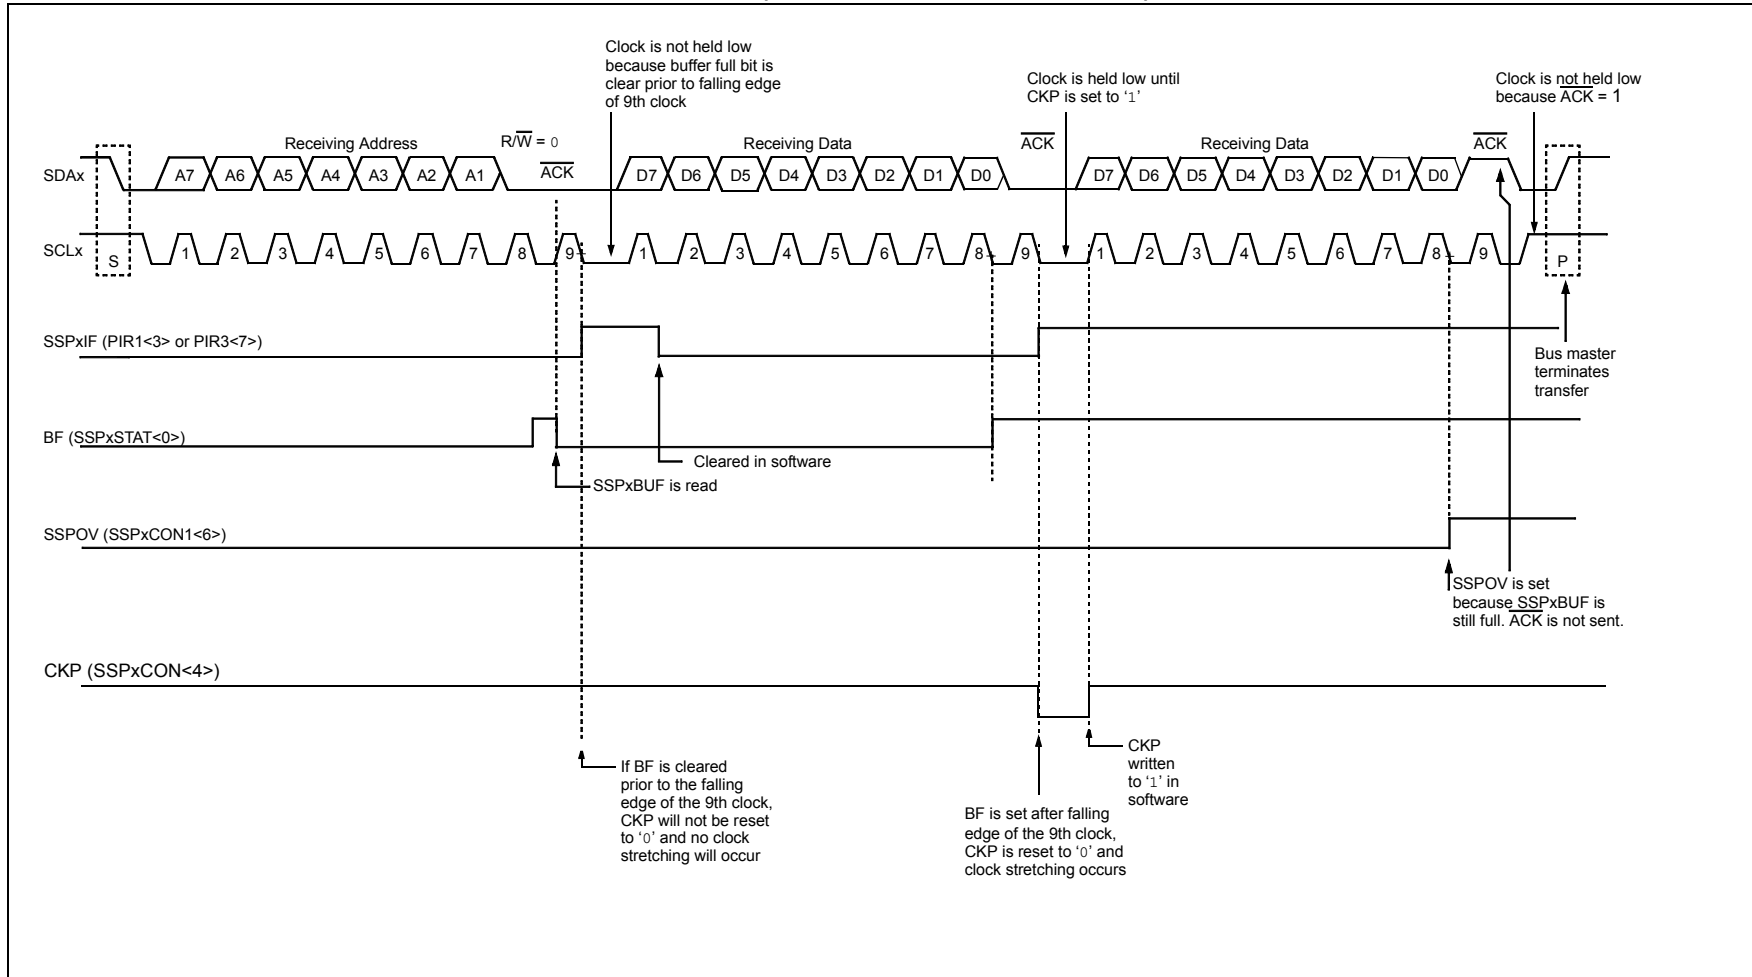 Clock is not held low
because buffer full bit is
clear prior to falling edge
of 9th clock
Clock is held low until
CKP is set to ‘1’
Clock is not held low
because ACK = 1
Receiving Address
R/W = 0
ACK
Receiving Data
ACK
Receiving Data
ACK
SDAx
A7 A6 A5 A4 A3 A2 A1
D7 D6 D5 D4 D3 D2 D1 D0
D7 D6 D5 D4 D3 D2 D1 D0
SCLx
S
1 2 3 4 5 6 7 8 9
1 2 3 4 5 6 7 8 9
1 2 3 4 5 6 7 8 9
P
SSPxIF (PIR1<3> or PIR3<7>)
Bus master
terminates
transfer
BF (SSPxSTAT<0>)
Cleared in software
SSPxBUF is read
SSPOV (SSPxCON1<6>)
SSPOV is set
because SSPxBUF is
still full. ACK is not sent.
CKP (SSPxCON<4>)
If BF is cleared
prior to the falling
edge of the 9th clock,
CKP will not be reset
to ‘0’ and no clock
stretching will occur
BF is set after falling
edge of the 9th clock,
CKP is reset to ‘0’ and
clock stretching occurs
CKP
written
to ‘1’ in
software